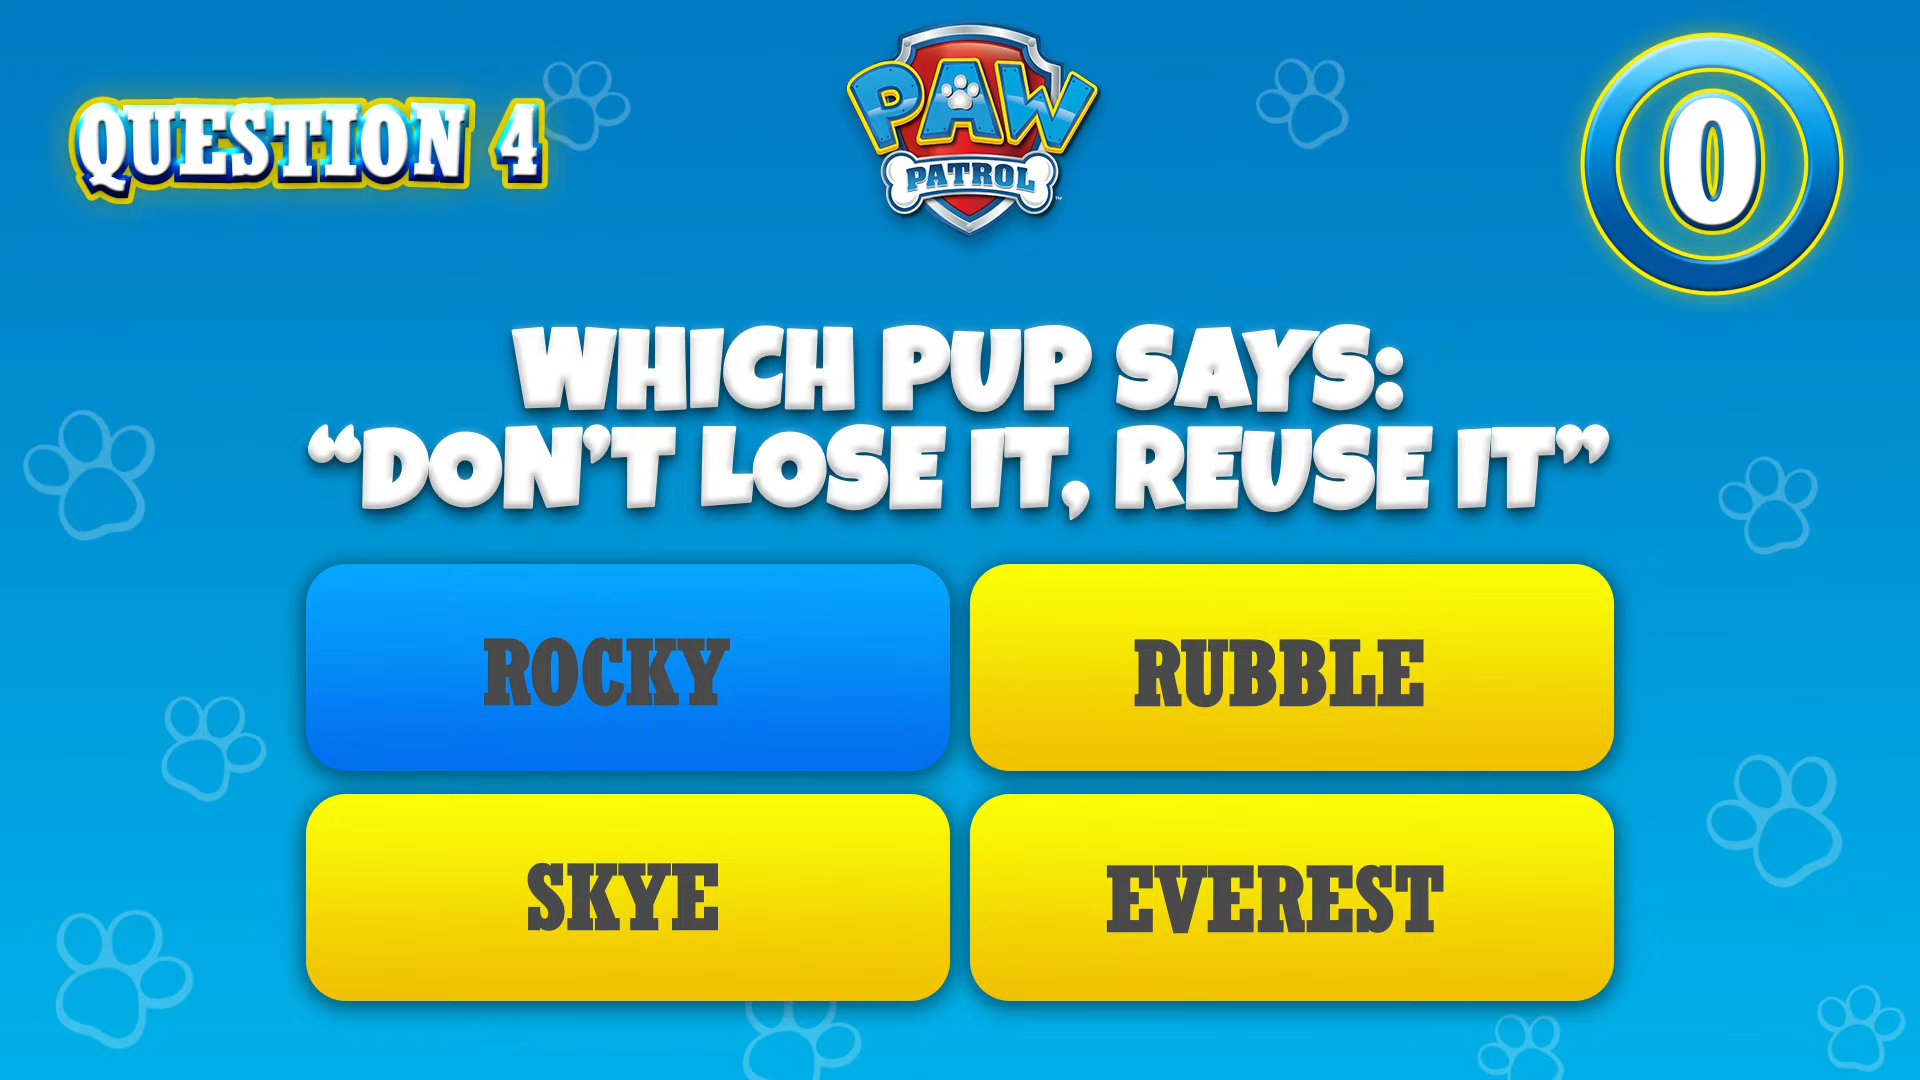 PAW
PATROL
QUESTION 4
0
WHICH PUP SAYS:
“DON’T LOSE IT, REUSE IT”
ROCKY
RUBBLE
SKYE
EVEREST